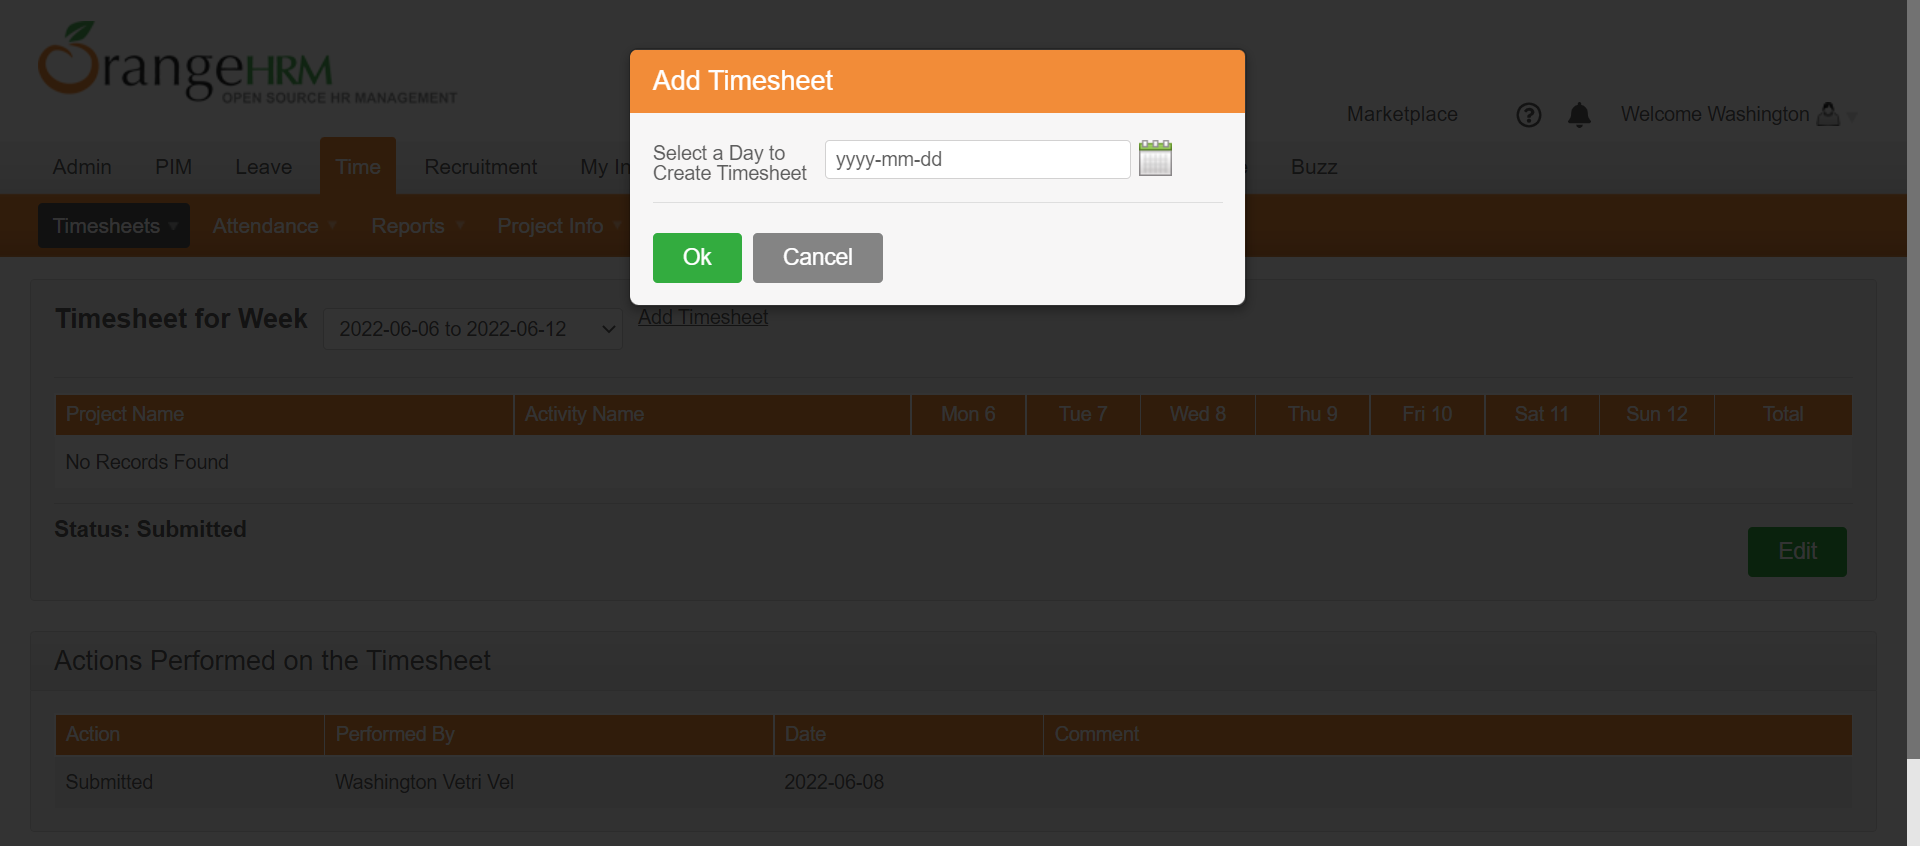 OrangeHRM
OPEN SOURCE HR MANAGEMENT
Marketplace
Welcome Washington
Admin PIM Leave Time Recruitment My In Buzz
Timesheets Attendance Reports Project Info
Add Timesheet
Select a Day to
Create Timesheet
yyyy-mm-dd
Ok Cancel
Timesheet for Week 2022-06-06 to 2022-06-12 Add Timesheet
Project Name Activity Name Mon 6 Tue 7 Wed 8 Thu 9 Fri 10 Sat 11 Sun 12 Total
No Records Found
Status: Submitted
Edit
Actions Performed on the Timesheet
Action Performed By Date Comment
Submitted Washington Vetri Vel 2022-06-08